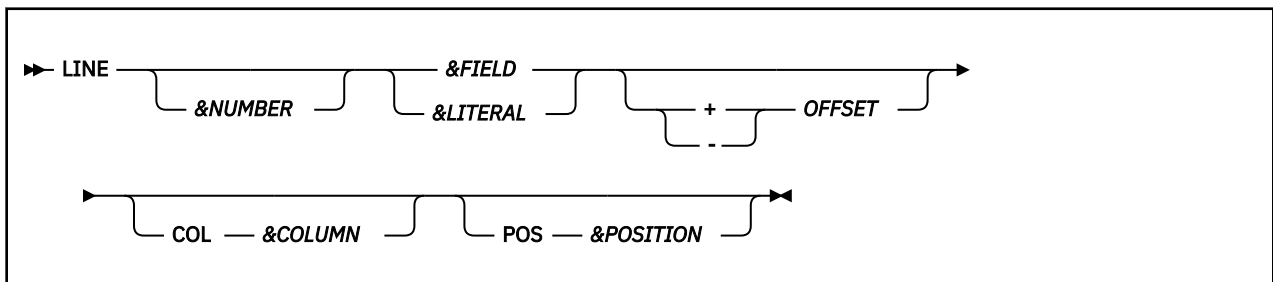 LINE &FIELD
&NUMBER &LITERAL + OFFSET
-
COL &COLUMN POS &POSITION